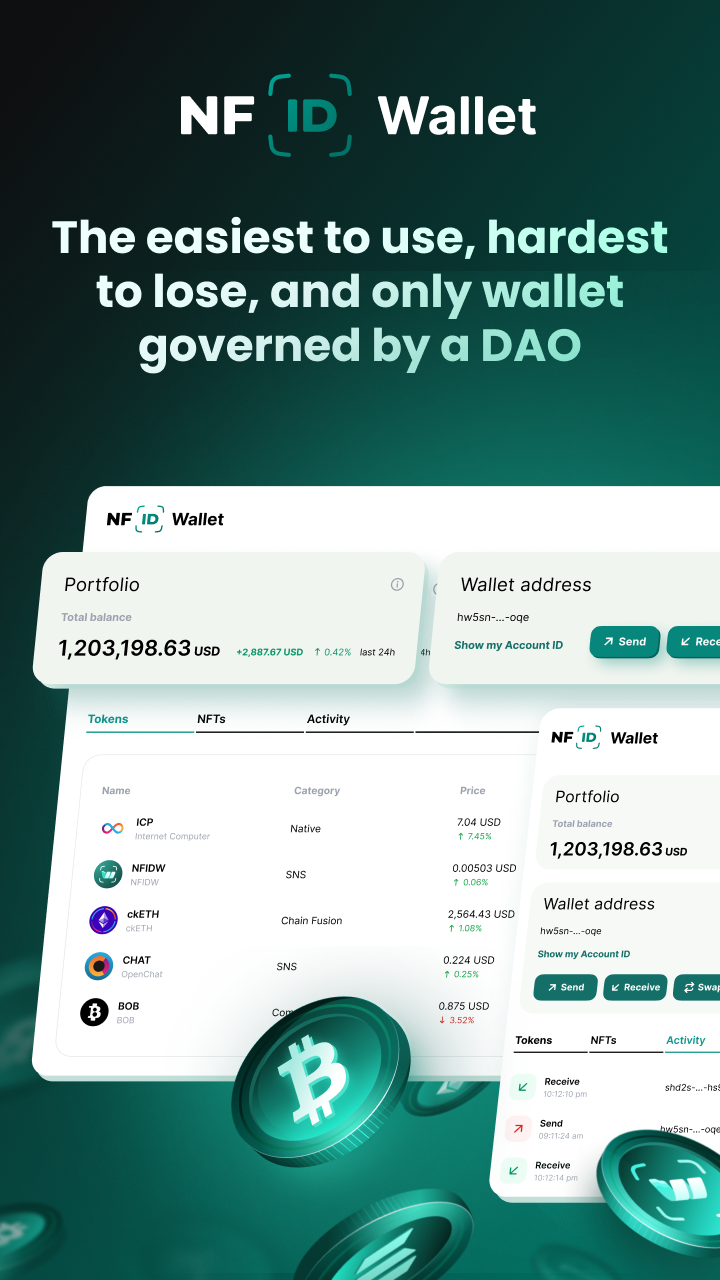 NF ID Wallet
The easiest to use, hardest
to lose, and only wallet
governed by a DAO
NF ID Wallet
Portfolio
Total balance
1,203,198.63 USD +2,887.67 USD ↑ 0.42% last 24h
Wallet address
hw5sn-...-oqe
Show my Account ID
Send
4h
Tokens NFTs Activity
Name Category Price
ICP
Internet Computer
Native
7.04 USD
↑ 7.45%
NFIDW
NFIDW
SNS
0.00503 USD
↑ 0.06%
ckETH
ckETH
Chain Fusion
2,564.43 USD
↑ 1.08%
CHAT
OpenChat
SNS
0.224 USD
↑ 0.25%
BOB
BOB
0.875 USD
↓ 3.52%
NF ID Wallet
Portfolio
Total balance
1,203,198.63 USD
Wallet address
hw5sn-...-oqe
Show my Account ID
Send Receive Swap
Tokens NFTs Activity
Receive
10:12:10 pm
shd2s-...-hs
Send
09:11:24 am
hw5sn-...-oqe
Receive
10:12:14 pm